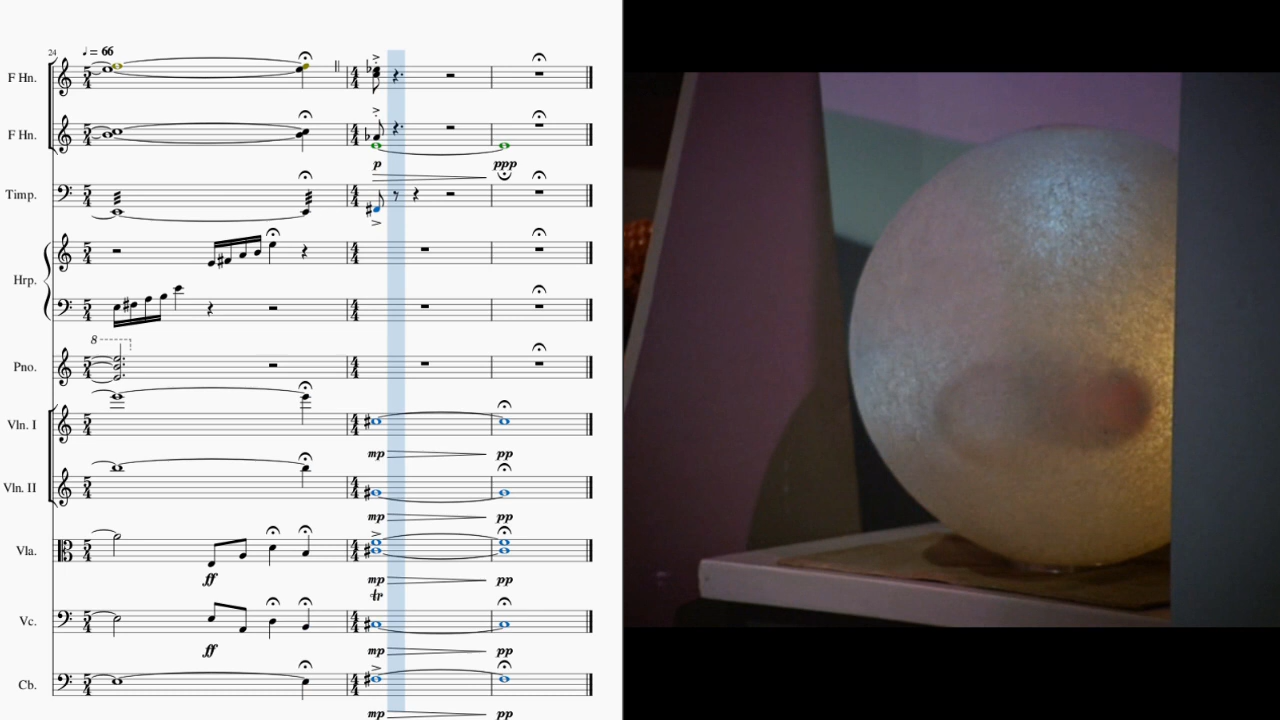 24
♩ = 66
F Hn.
F Hn.
p
ppp
Timp.
Hrp.
8
Pno.
Vln. I
mp
pp
Vln. II
mp
pp
Vla.
ff
mp
pp
tr
Vc.
ff
mp
pp
Cb.
mp
pp